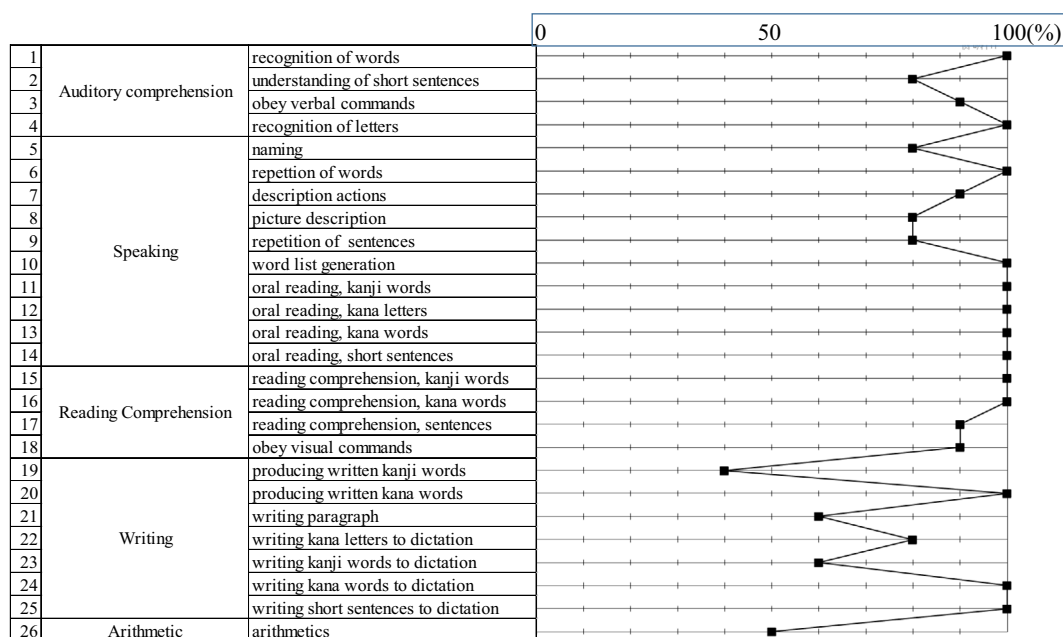 0 50 100(%)
1 Auditory comprehension recognition of words
2 understanding of short sentences
3 obey verbal commands
4 recognition of letters
5 Speaking naming
6 repettion of words
7 description actions
8 picture description
9 repetition of sentences
10 word list generation
11 oral reading, kanji words
12 oral reading, kana letters
13 oral reading, kana words
14 oral reading, short sentences
15 Reading Comprehension reading comprehension, kanji words
16 reading comprehension, kana words
17 reading comprehension, sentences
18 obey visual commands
19 Writing producing written kanji words
20 producing written kana words
21 writing paragraph
22 writing kana letters to dictation
23 writing kanji words to dictation
24 writing kana words to dictation
25 writing short sentences to dictation
26 Arithmetic arithmetics